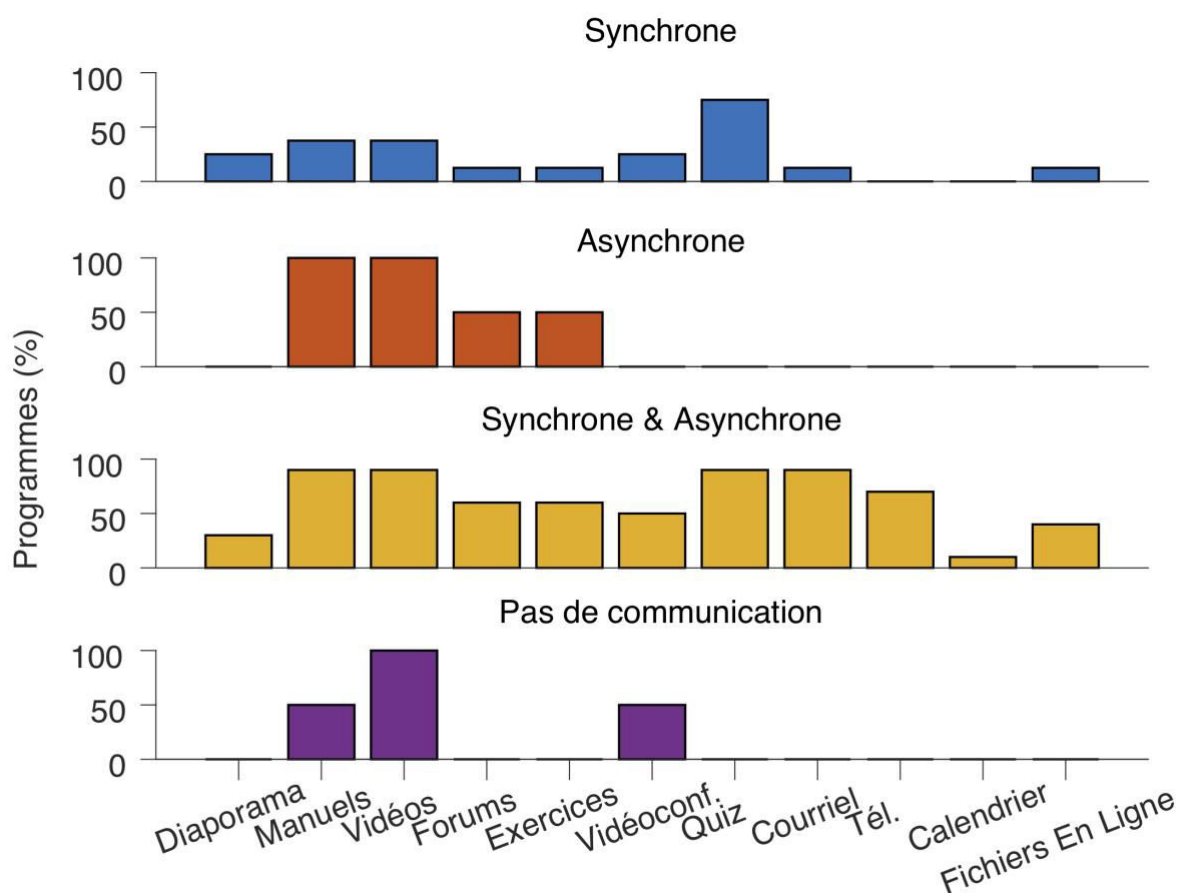 Synchrone
100
50
0
Asynchrone
100
50
0
Programmes (%)
Synchrone & Asynchrone
100
50
0
Pas de communication
100
50
0
Diaporama
Manuels
Vidéos
Forums
Exercices
Vidéoconf.
Quiz
Courriel
Tél.
Calendrier
Fichiers En Ligne